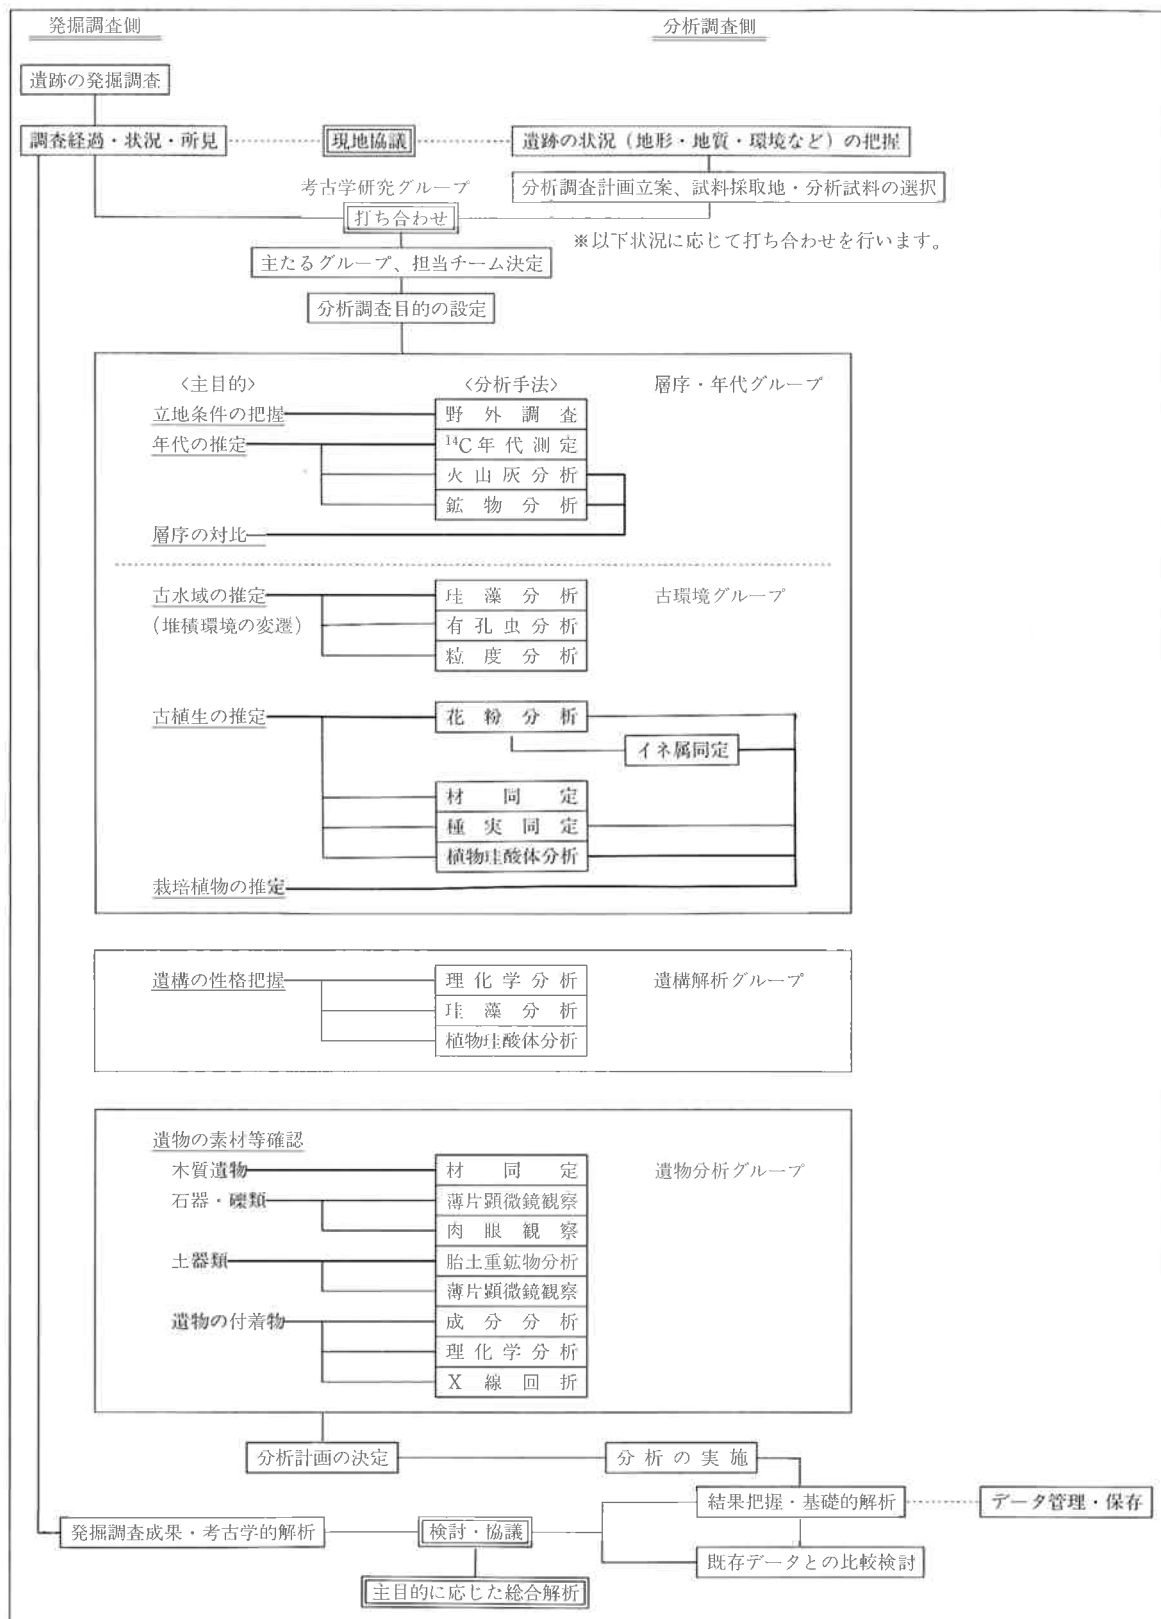 発掘調査側
分析調査側
遺跡の発掘調査
調査経過・状況・所見
現地協議
遺跡の状況（地形・地質・環境など）の把握
考古学研究グループ
分析調査計画立案、試料採取地・分析試料の選択
打ち合わせ
※以下状況に応じて打ち合わせを行います。
主たるグループ、担当チーム決定
分析調査目的の設定
〈主目的〉
〈分析手法〉
層序・年代グループ
立地条件の把握
野外調査
年代の推定
¹⁴C年代測定
火山灰分析
鉱物分析
層序の対比
古水域の推定
珪藻分析
古環境グループ
（堆積環境の変遷）
有孔虫分析
粒度分析
古植生の推定
花粉分析
イネ属同定
材同定
種実同定
植物珪酸体分析
栽培植物の推定
遺構の性格把握
理化学分析
遺構解析グループ
珪藻分析
植物珪酸体分析
遺物の素材等確認
木質遺物
材同定
遺物分析グループ
石器・礫類
薄片顕微鏡観察
肉眼観察
土器類
胎土重鉱物分析
薄片顕微鏡観察
遺物の付着物
成分分析
理化学分析
X線回折
分析計画の決定
分析の実施
結果把握・基礎的解析
データ管理・保存
発掘調査成果・考古学的解析
検討・協議
既存データとの比較検討
主目的に応じた総合解析